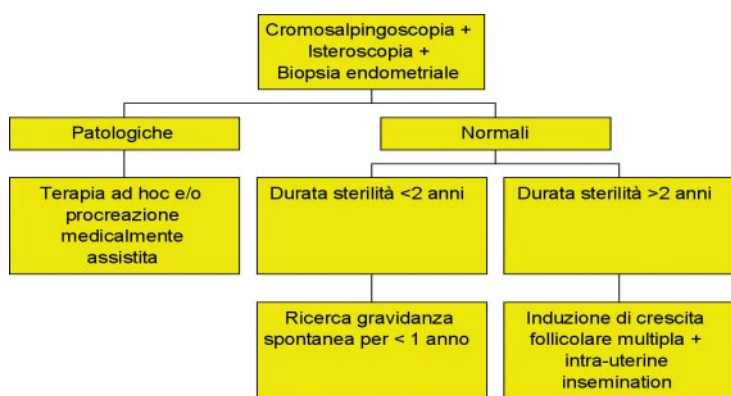 Cromosalpingoscopia +
Isteroscopia +
Biopsia endometriale
Patologiche
Normali
Terapia ad hoc e/o
procreazione
medicalmente
assistita
Durata sterilità <2 anni
Durata sterilità >2 anni
Ricerca gravidanza
spontanea per < 1 anno
Induzione di crescita
follicolare multipla +
intra-uterine
insemination